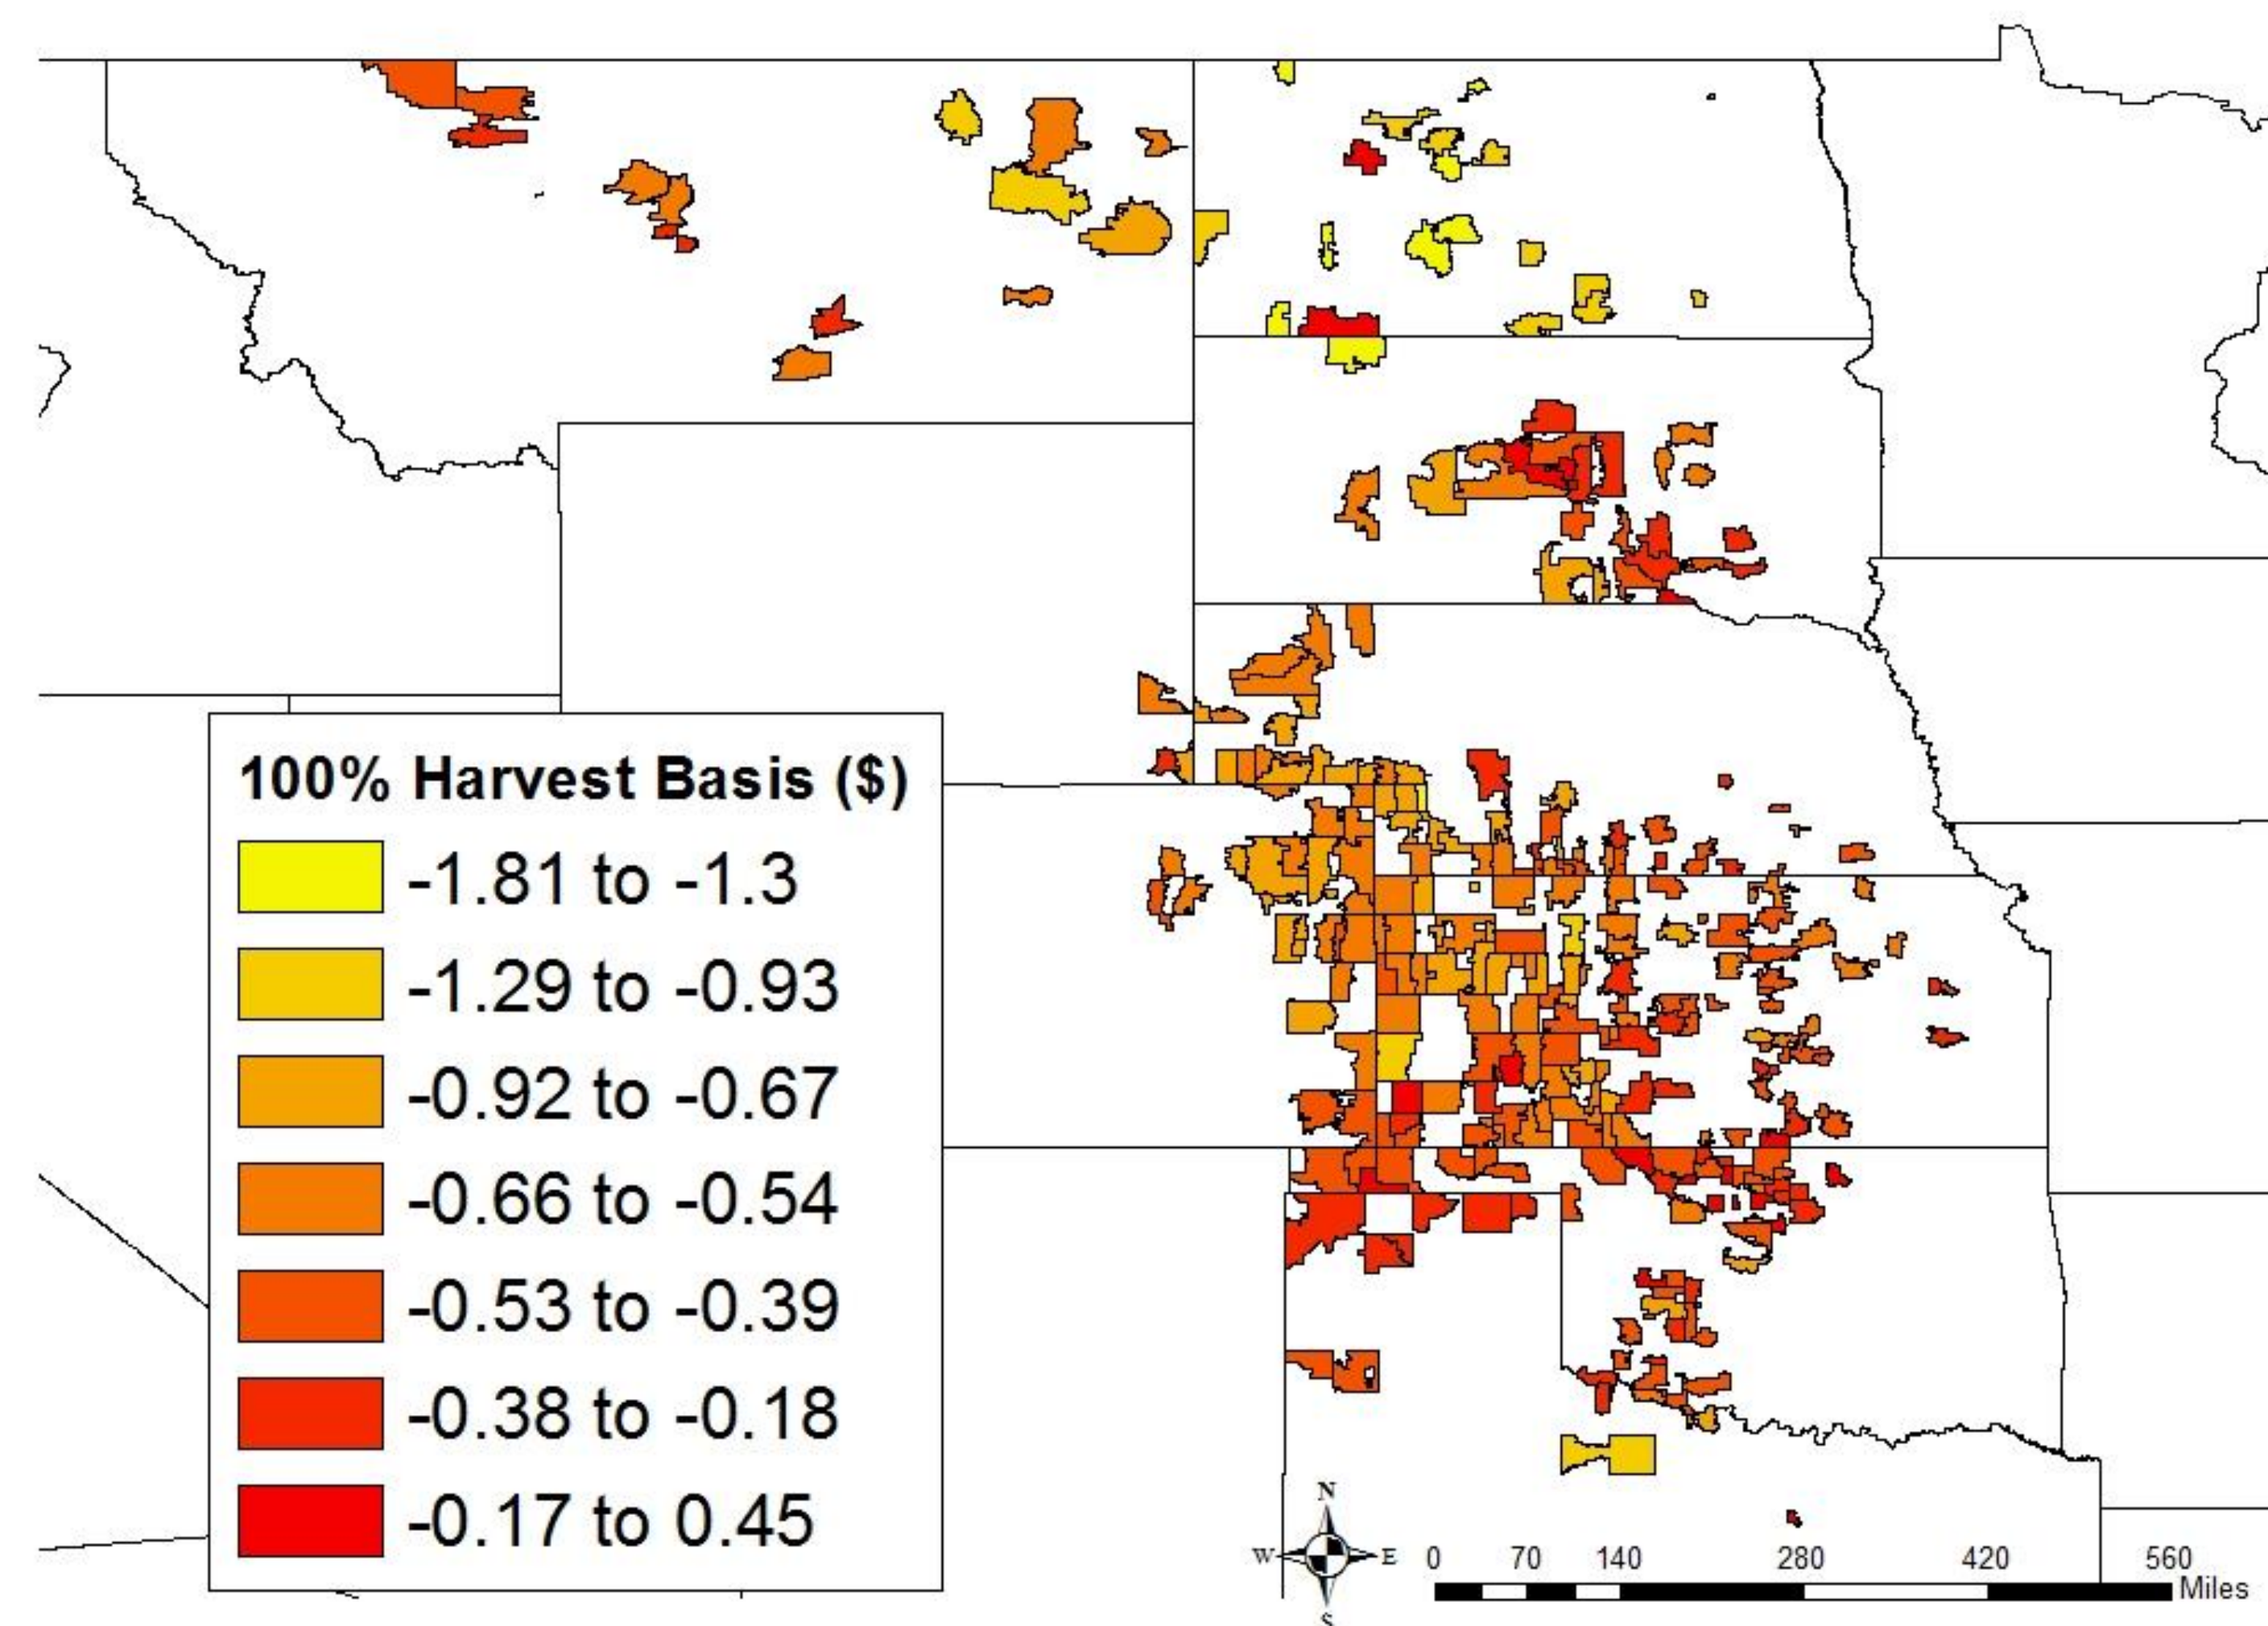 100% Harvest Basis ($)
-1.81 to -1.3
-1.29 to -0.93
-0.92 to -0.67
-0.66 to -0.54
-0.53 to -0.39
-0.38 to -0.18
-0.17 to 0.45
N
W E
S
0 70 140 280 420 560
Miles